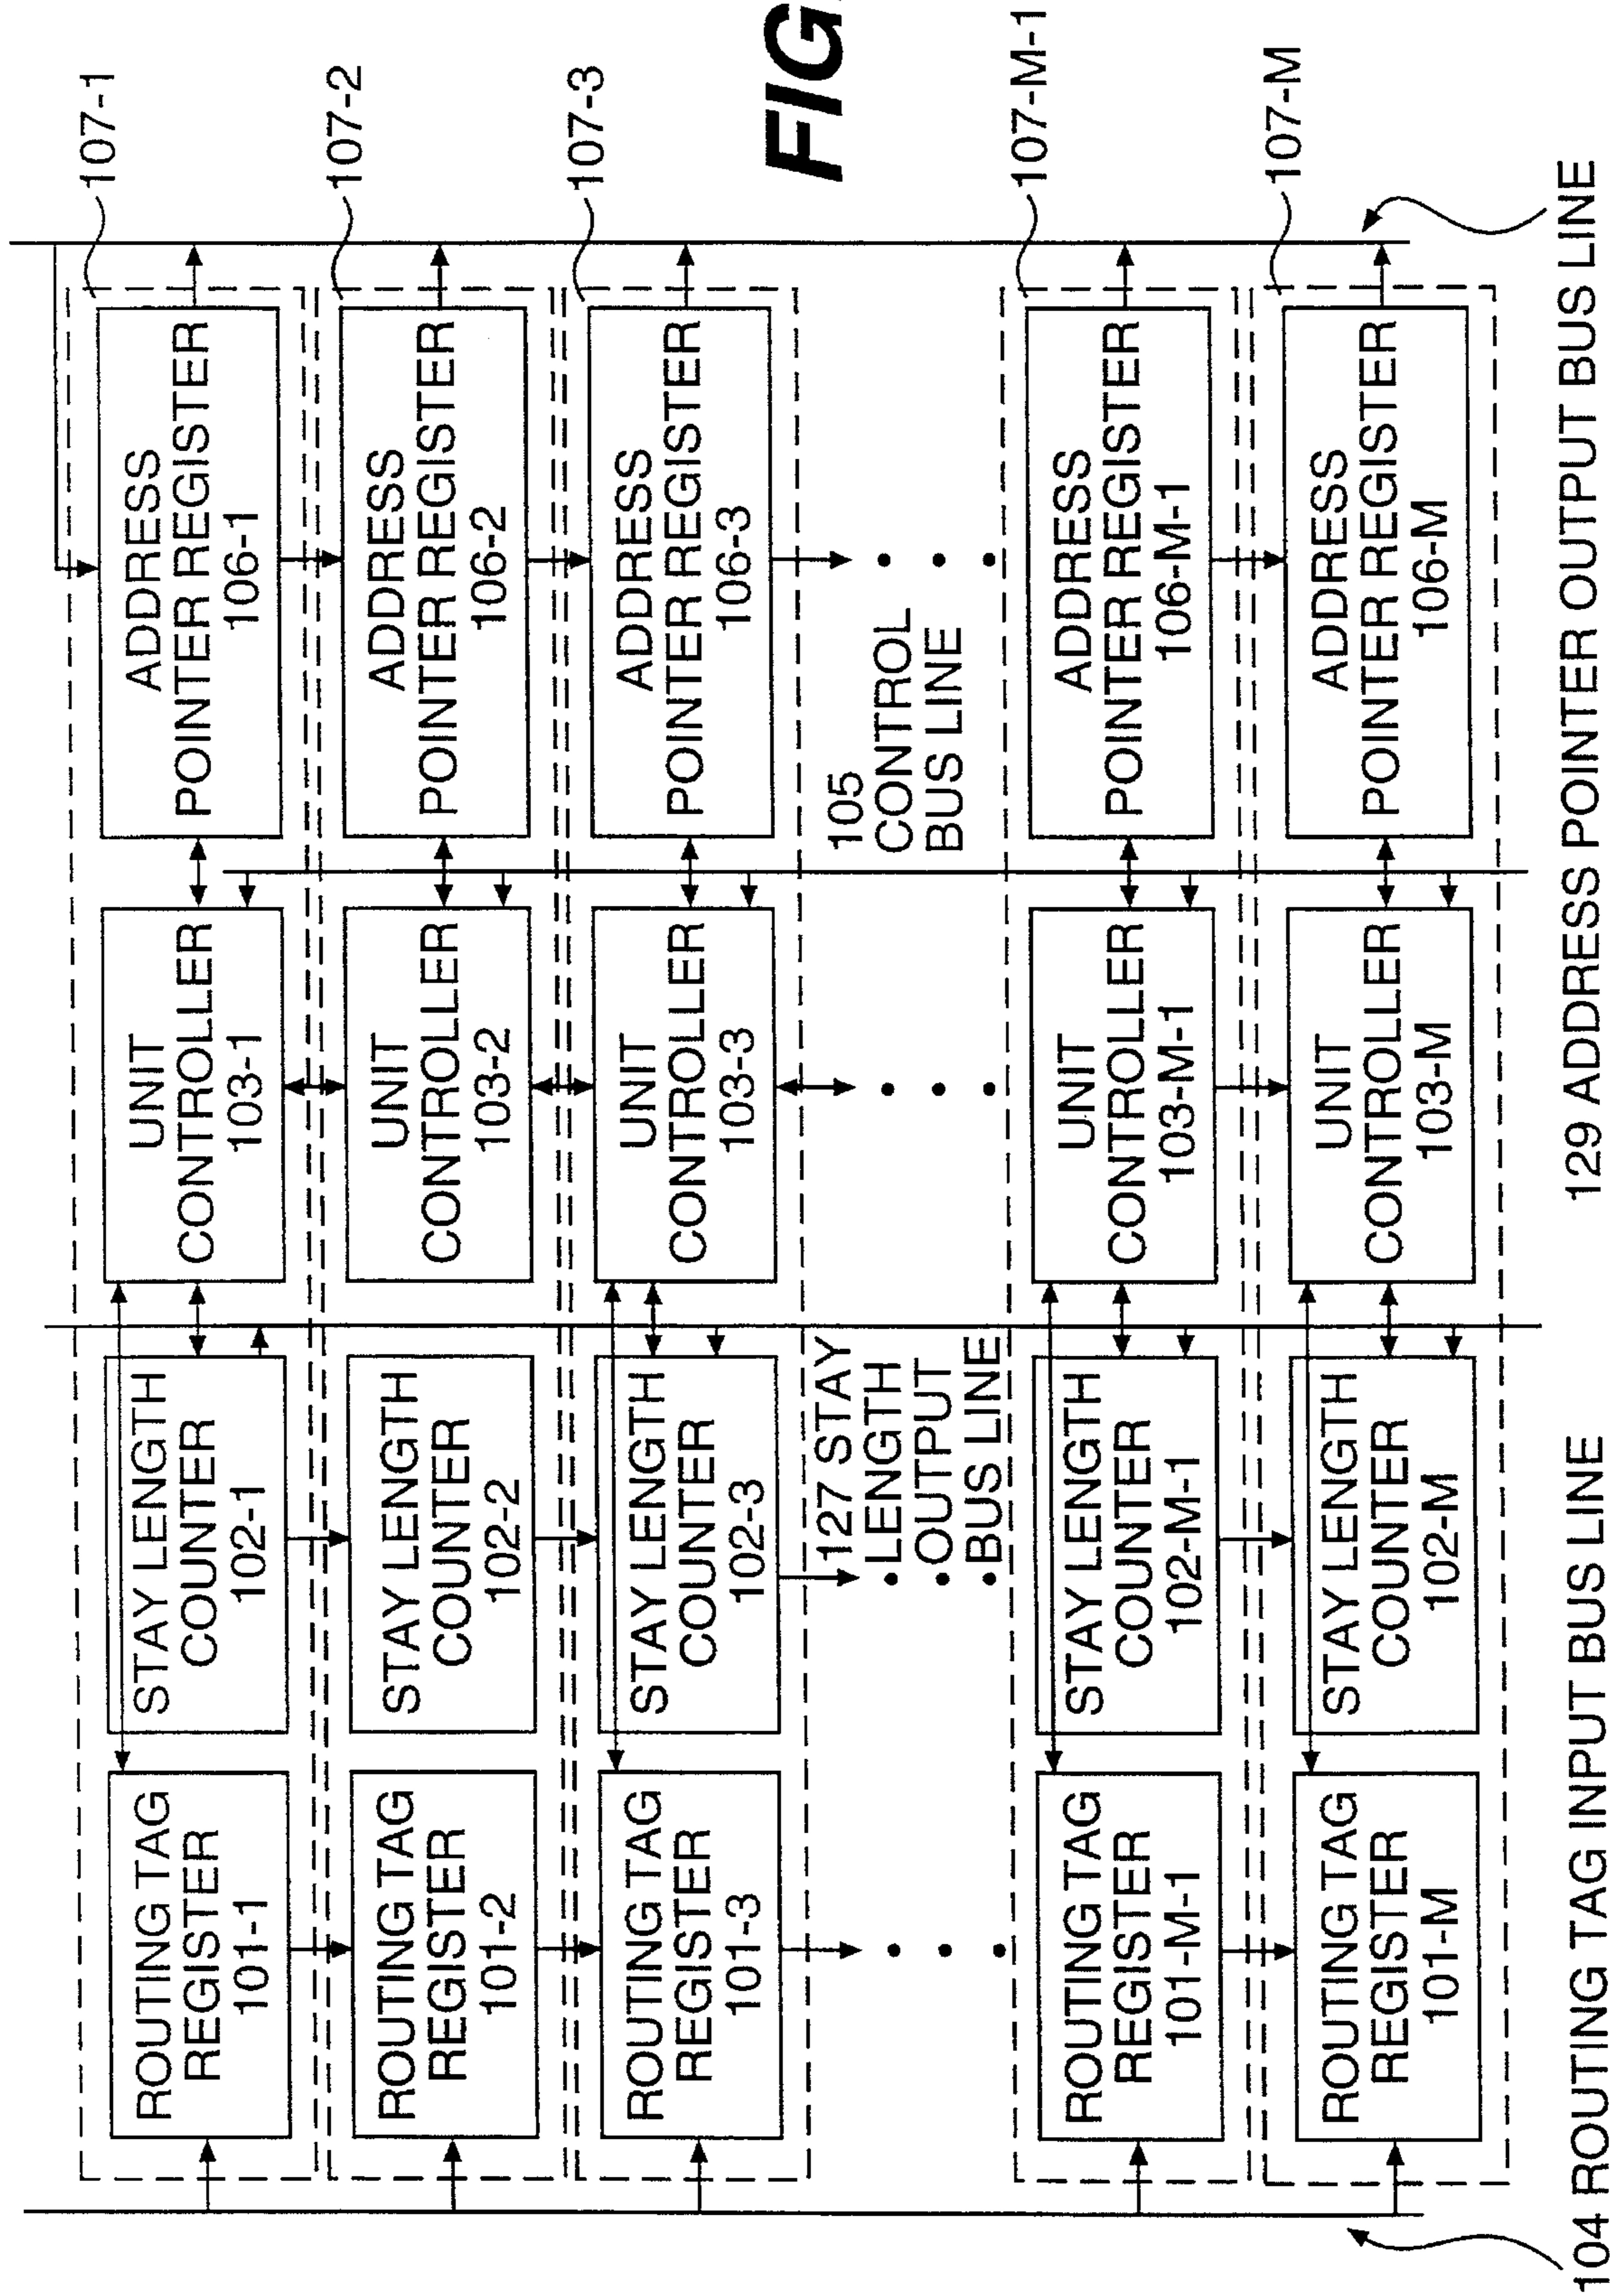 107-1
ROUTING TAG
REGISTER
101-1
STAY LENGTH
COUNTER
102-1
UNIT
CONTROLLER
103-1
ADDRESS
POINTER REGISTER
106-1
107-2
ROUTING TAG
REGISTER
101-2
STAY LENGTH
COUNTER
102-2
UNIT
CONTROLLER
103-2
ADDRESS
POINTER REGISTER
106-2
107-3
ROUTING TAG
REGISTER
101-3
STAY LENGTH
COUNTER
102-3
UNIT
CONTROLLER
103-3
ADDRESS
POINTER REGISTER
106-3
127 STAY
LENGTH
OUTPUT
BUS LINE
105
CONTROL
BUS LINE
FIG
107-M-1
ROUTING TAG
REGISTER
101-M-1
STAY LENGTH
COUNTER
102-M-1
UNIT
CONTROLLER
103-M-1
ADDRESS
POINTER REGISTER
106-M-1
107-M
ROUTING TAG
REGISTER
101-M
STAY LENGTH
COUNTER
102-M
UNIT
CONTROLLER
103-M
ADDRESS
POINTER REGISTER
106-M
104 ROUTING TAG INPUT BUS LINE
129 ADDRESS POINTER OUTPUT BUS LINE